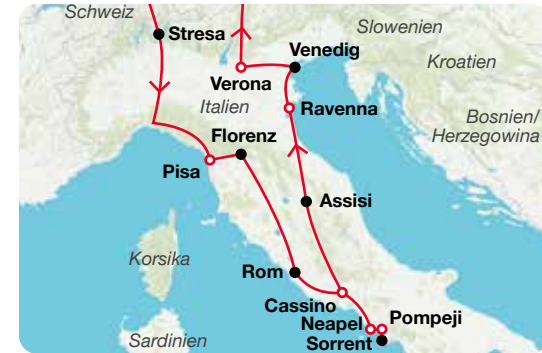 Schweiz
Stresa
Slowenien
Venedig
Kroatien
Verona
Italien
Ravenna
Bosnien/
Herzegowina
Florenz
Pisa
Assisi
Korsika
Rom
Cassino
Neapel
Pompeji
Sorrent
Sardinien